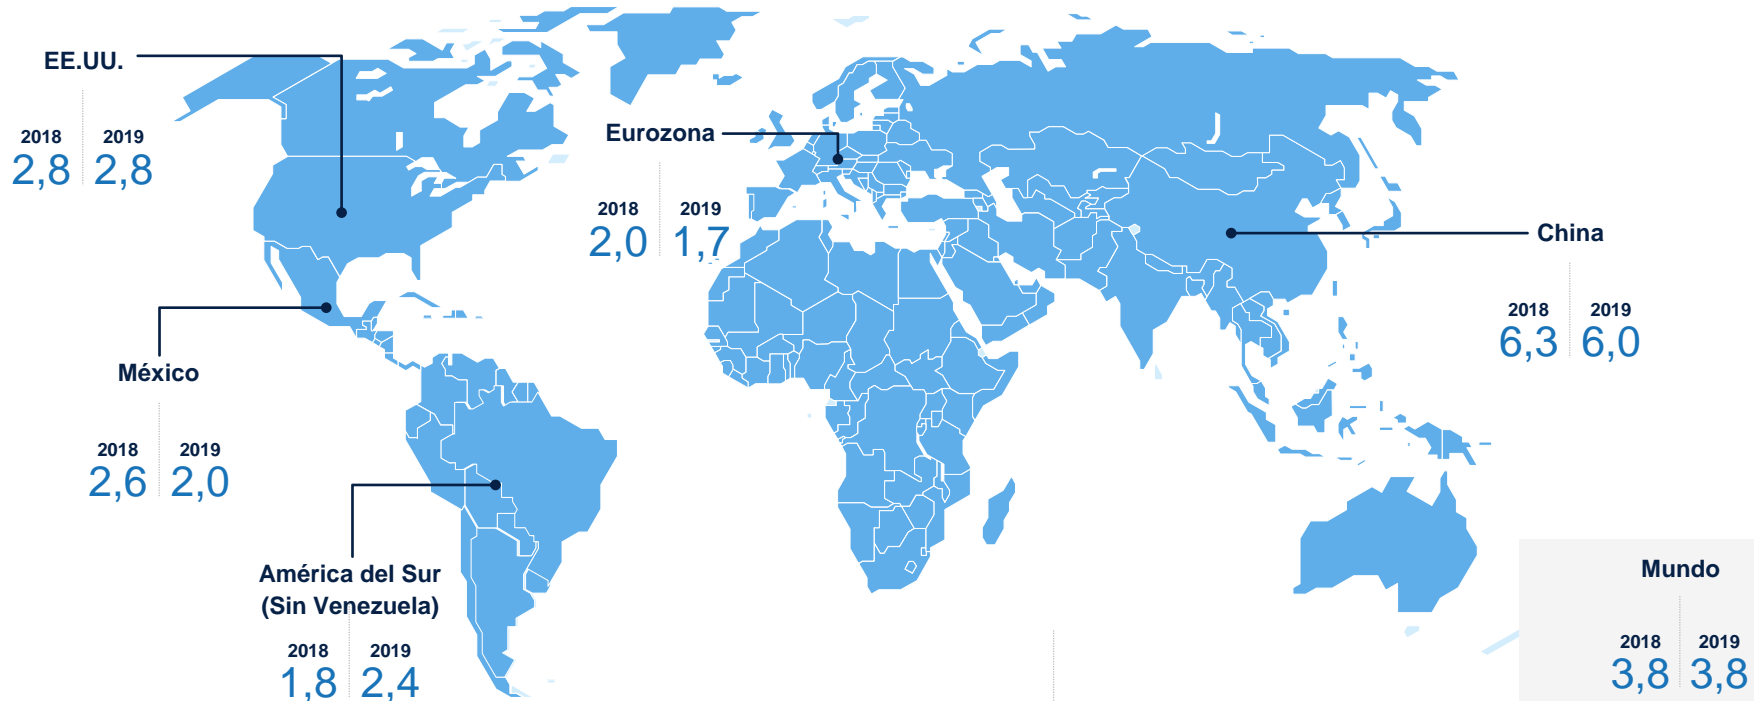 EE.UU.
2018 2019
2,8 2,8
Eurozona
2018 2019
2,0 1,7
China
2018 2019
6,3 6,0
México
2018 2019
2,6 2,0
América del Sur
(Sin Venezuela)
2018 2019
1,8 2,4
Mundo
2018 2019
3,8 3,8